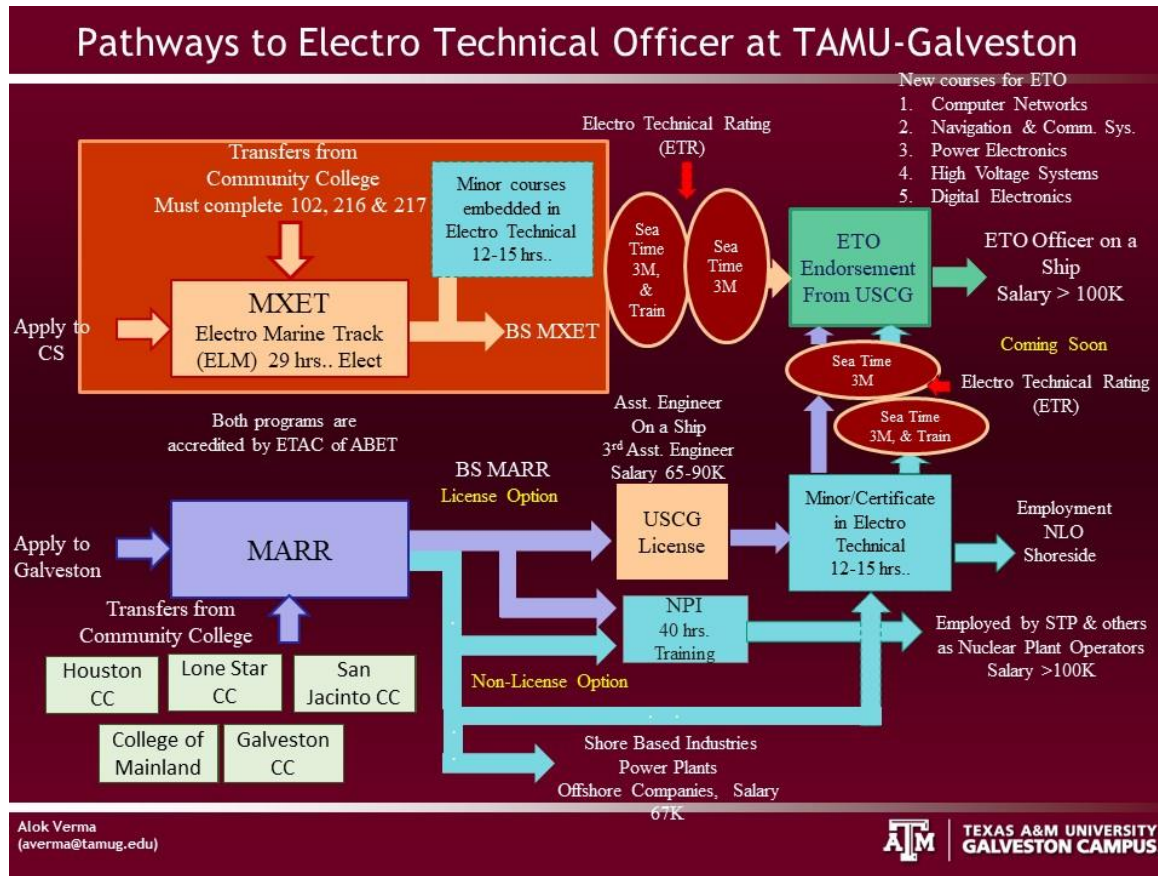 Pathways to Electro Technical Officer at TAMU-Galveston
New courses for ETO
1. Computer Networks
2. Navigation & Comm. Sys.
3. Power Electronics
4. High Voltage Systems
5. Digital Electronics
Electro Technical Rating
(ETR)
Transfers from
Community College
Must complete 102, 216 & 217
Minor courses
embedded in
Electro Technical
12-15 hrs..
Sea
Time
3M,
&
Train
Sea
Time
3M
ETO
Endorsement
From USCG
ETO Officer on a
Ship
Salary > 100K
Apply to
CS
MXET
Electro Marine Track
(ELM) 29 hrs.. Elect
BS MXET
Coming Soon
Sea Time
3M
Electro Technical Rating
(ETR)
Sea Time
3M, & Train
Both programs are
accredited by ETAC of ABET
Asst. Engineer
On a Ship
3rd Asst. Engineer
Salary 65-90K
BS MARR
License Option
Apply to
Galveston
MARR
USCG
License
Minor/Certificate
in Electro
Technical
12-15 hrs..
Employment
NLO
Shoreside
Transfers from
Community College
NPI
40 hrs.
Training
Employed by STP & others
as Nuclear Plant Operators
Salary >100K
Houston
CC
Lone Star
CC
San
Jacinto CC
Non-License Option
College of
Mainland
Galveston
CC
Shore Based Industries
Power Plants
Offshore Companies, Salary
67K
Alok Verma
(averma@tamug.edu)
ATM
TEXAS A&M UNIVERSITY
GALVESTON CAMPUS